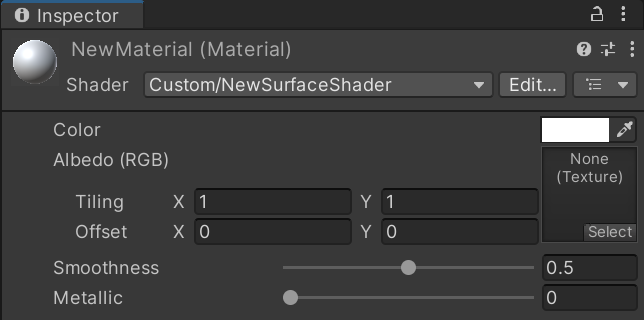 Inspector
NewMaterial (Material)
Shader Custom/NewSurfaceShader Edit...
Color
Albedo (RGB) None
(Texture)
Tiling X 1 Y 1
Offset X 0 Y 0 Select
Smoothness 0.5
Metallic 0